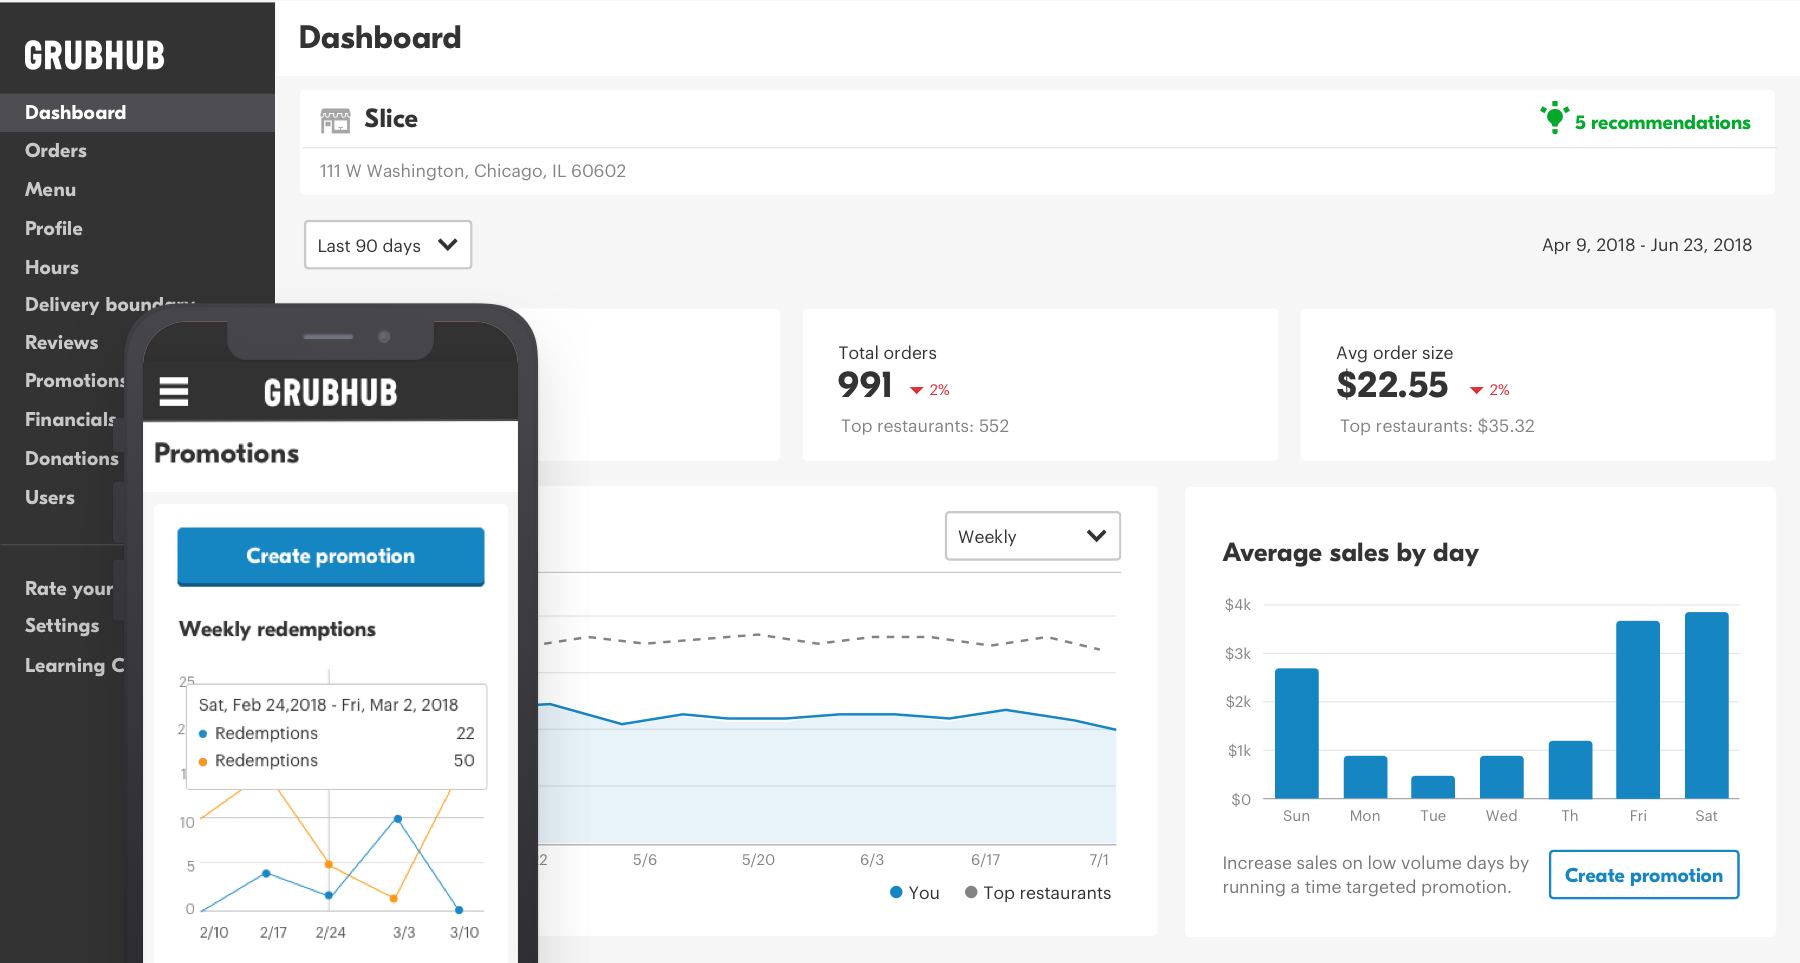 GRUBHUB
Dashboard
Orders
Menu
Profile
Hours
Delivery boundary
Reviews
Promotions
Financials
Donations
Users
Rate your
Settings
Learning C
Dashboard
Slice
5 recommendations
111 W Washington, Chicago, IL 60602
Last 90 days
Apr 9, 2018 - Jun 23, 2018
Total orders
991 2%
Top restaurants: 552
Avg order size
$22.55 2%
Top restaurants: $35.32
Weekly
5/6 5/20 6/3 6/17 7/1
You Top restaurants
Average sales by day
$4k
$3k
$2k
$1k
$0
Sun Mon Tue Wed Th Fri Sat
Increase sales on low volume days by
running a time targeted promotion.
Create promotion
GRUBHUB
Promotions
Create promotion
Weekly redemptions
25
Sat, Feb 24,2018 - Fri, Mar 2, 2018
Redemptions 22
Redemptions 50
10
5
0
2/10 2/17 2/24 3/3 3/10